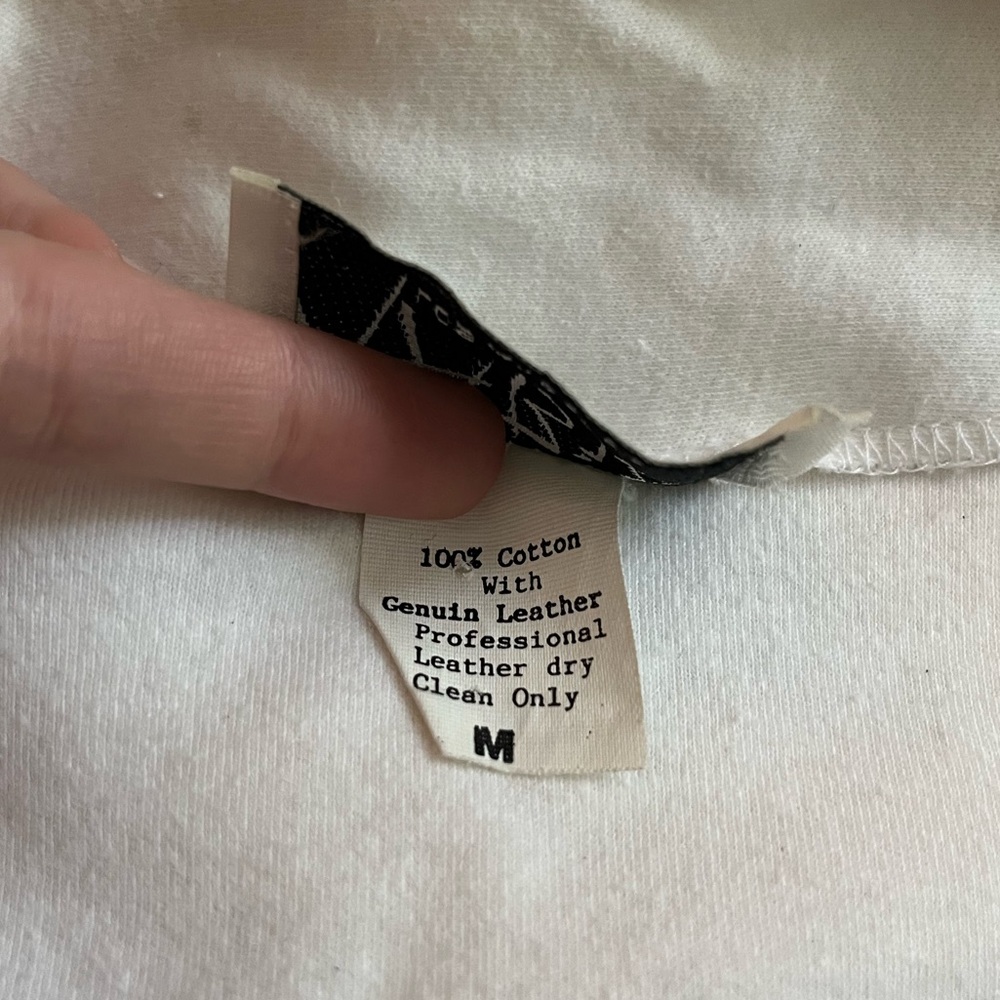 100% Cotton
With
Genuin Leather
Professional
Leather dry
Clean Only
M